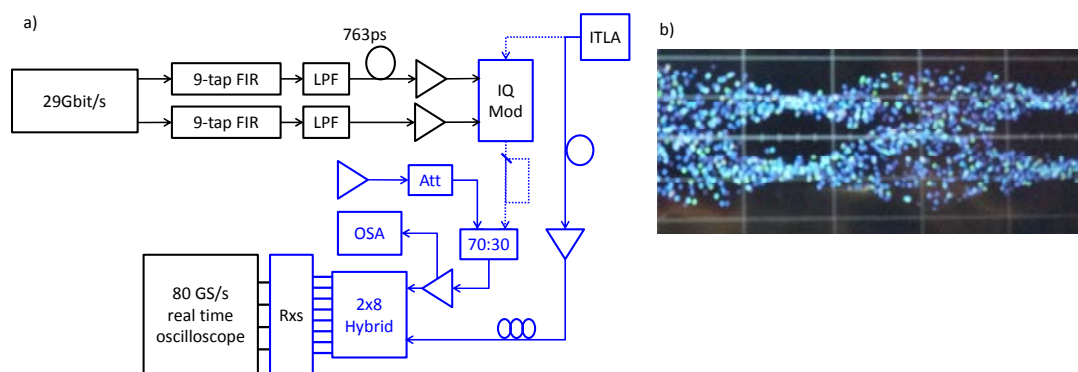 a)
763ps
ITLA
b)
29Gbit/s
9-tap FIR
LPF
9-tap FIR
LPF
IQ
Mod
Att
OSA
70:30
80 GS/s
real time
oscilloscope
Rxs
2x8
Hybrid